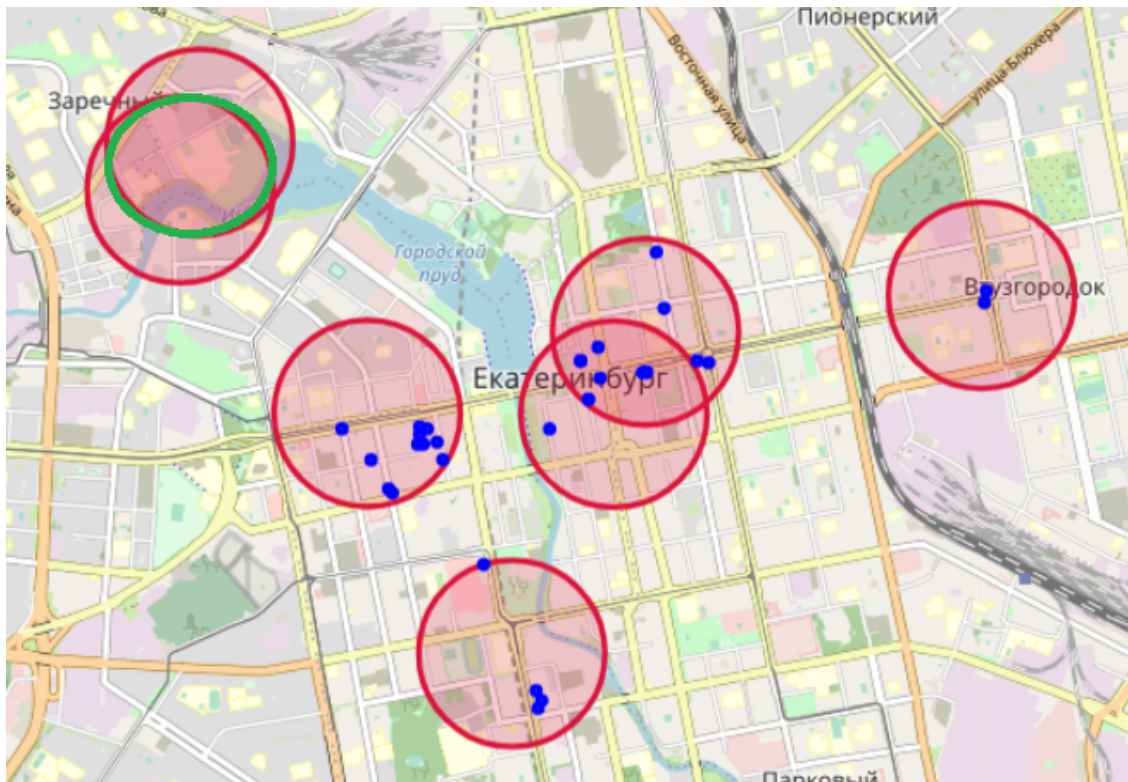 Пионерский
Заречный
Восточная улица
улица Блюхера
Городской
пруд
Втузгородок
Екатеринбург
Парковый